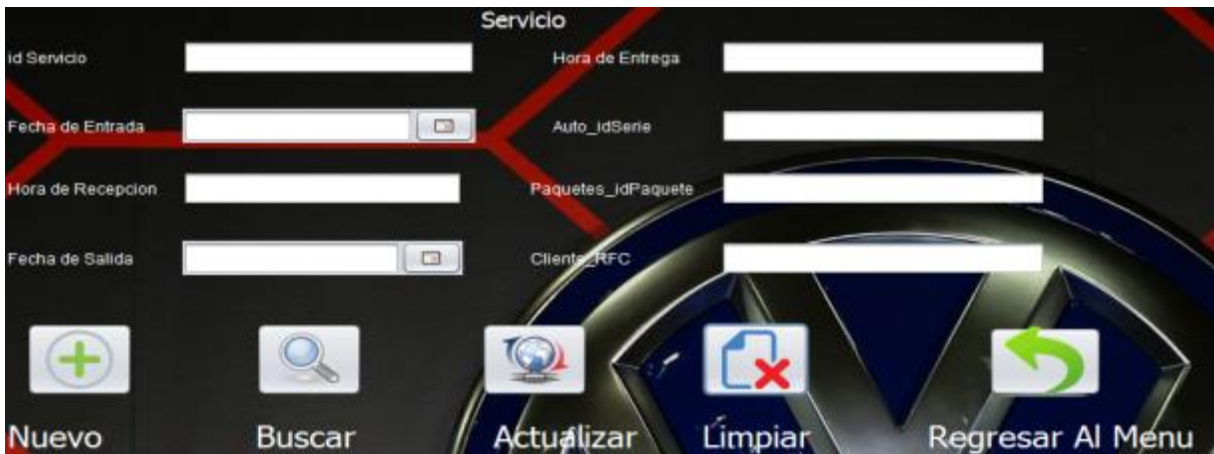 Servicio
id Servicio
Hora de Entrega
Fecha de Entrada
Auto_idSerie
Hora de Recepcion
Paquetes_idPaquete
Fecha de Salida
Cliente_RFC
Nuevo
Buscar
Actualizar
Limpiar
Regresar Al Menu